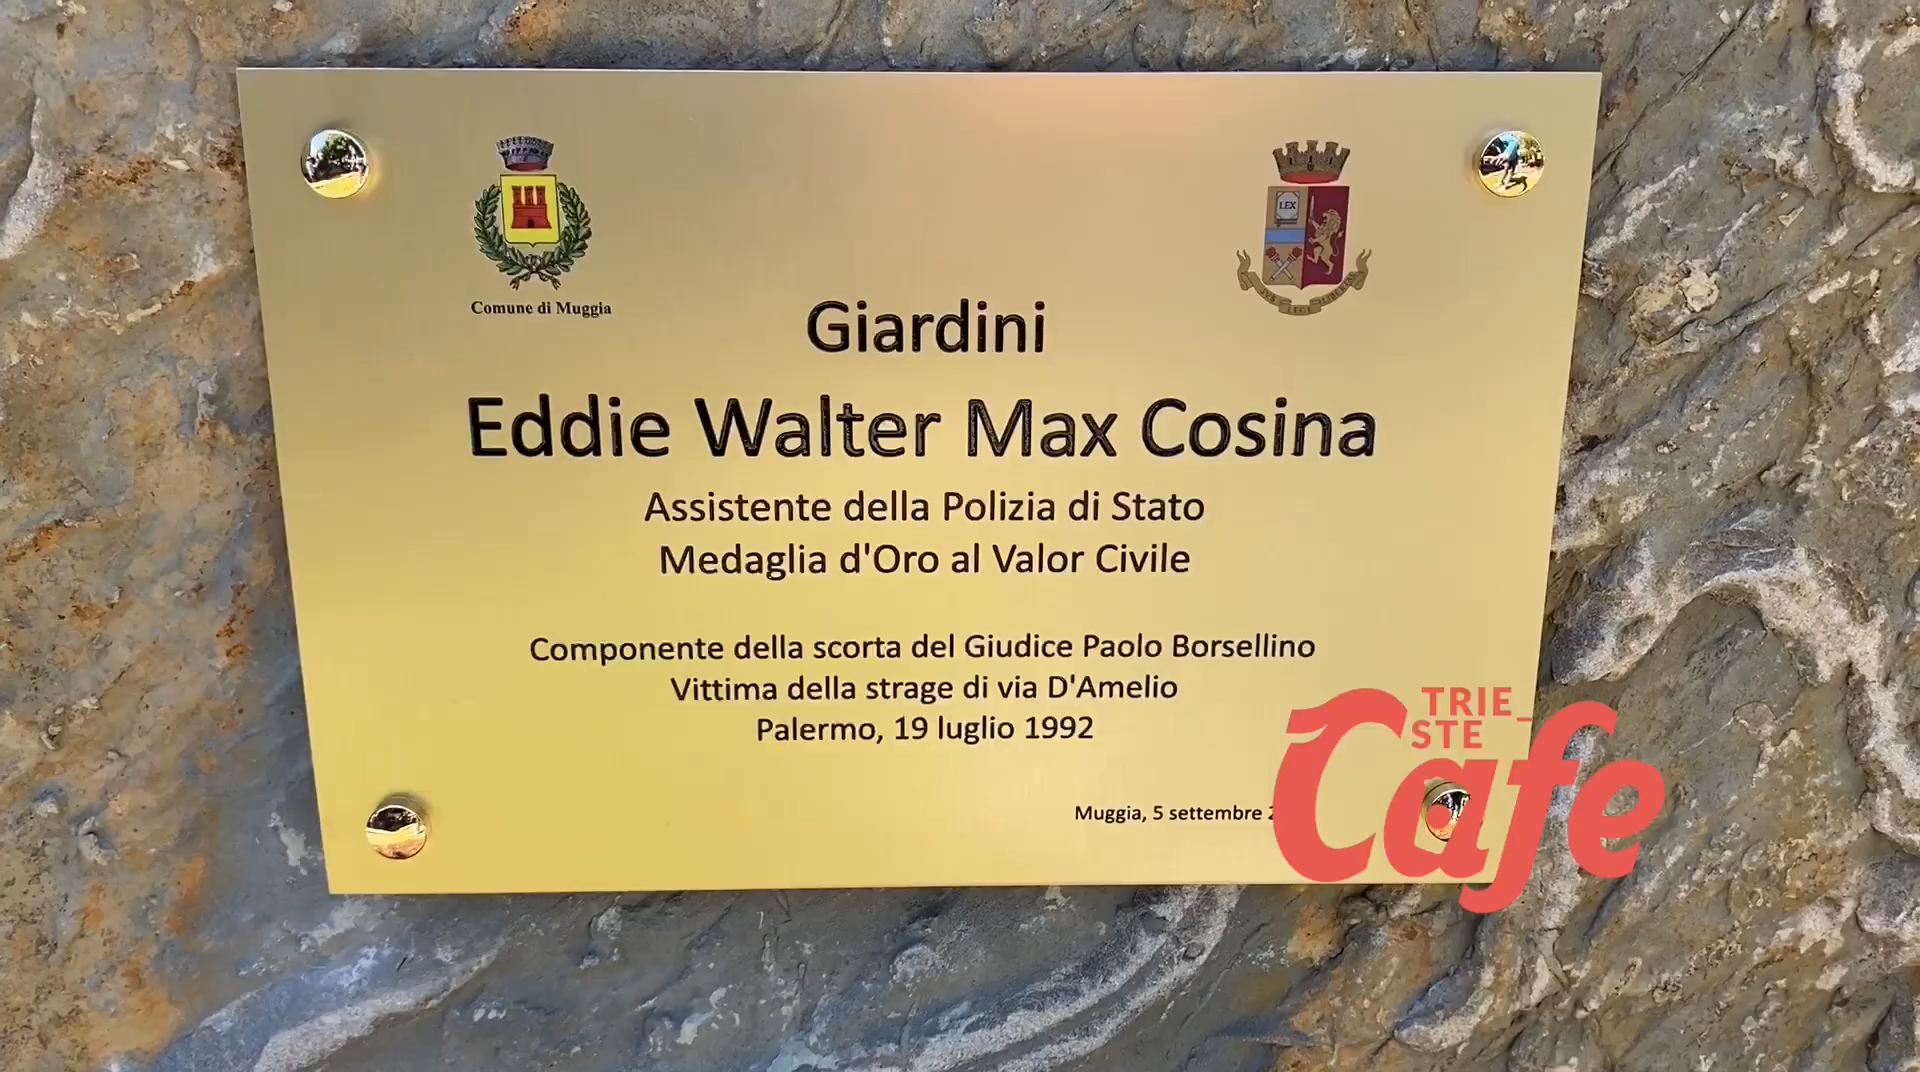 LEX
Comune di Muggia
Giardini
Eddie Walter Max Cosina
Assistente della Polizia di Stato
Medaglia d'Oro al Valor Civile
Componente della scorta del Giudice Paolo Borsellino
Vittima della strage di via D'Amelio
Palermo, 19 luglio 1992
Muggia, 5 settembre
TRIE_
STE
Cafe